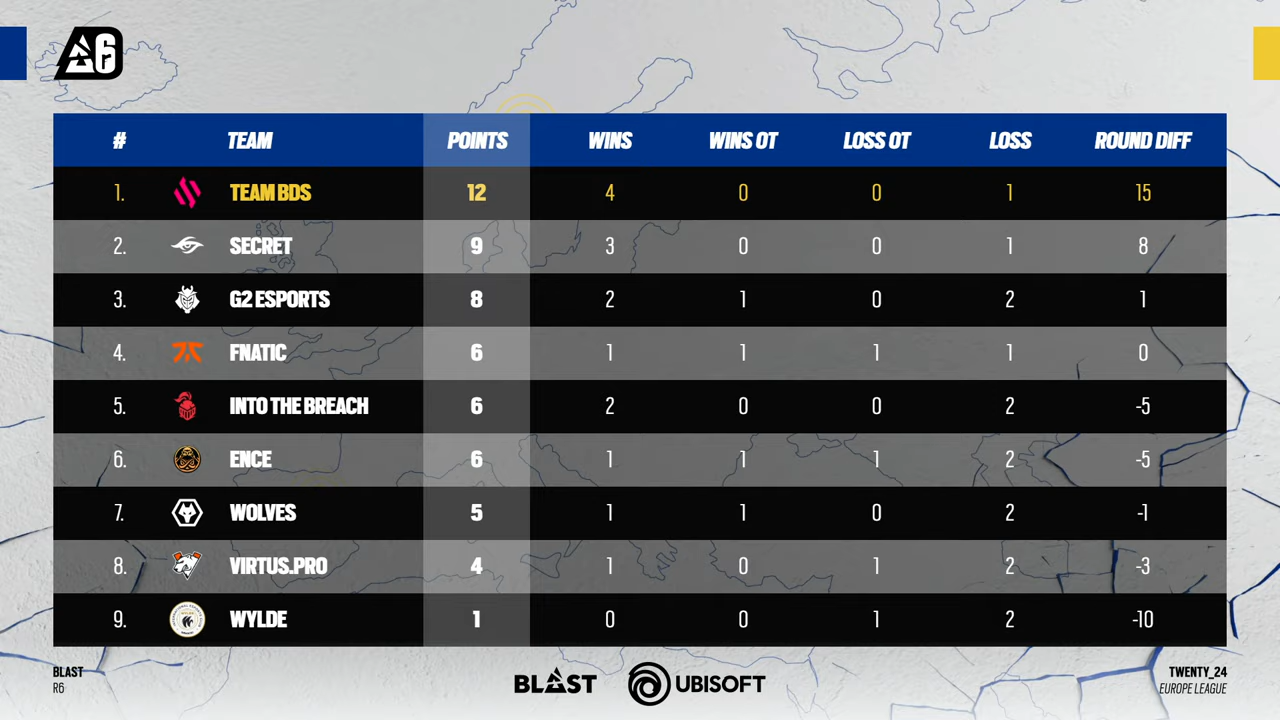 A6
# TEAM POINTS WINS WINS OT LOSS OT LOSS ROUND DIFF
1. TEAM BDS 12 4 0 0 1 15
2. SECRET 9 3 0 0 1 8
3. G2 ESPORTS 8 2 1 0 2 1
4. FNATIC 6 1 1 1 1 0
5. INTO THE BREACH 6 2 0 0 2 -5
6. ENCE 6 1 1 1 2 -5
7. WOLVES 5 1 1 0 2 -1
8. VIRTUS.PRO 4 1 0 1 2 -3
9. WYLDE 1 0 0 1 2 -10
BLAST
R6
BLAST UBISOFT
TWENTY_24
EUROPE LEAGUE